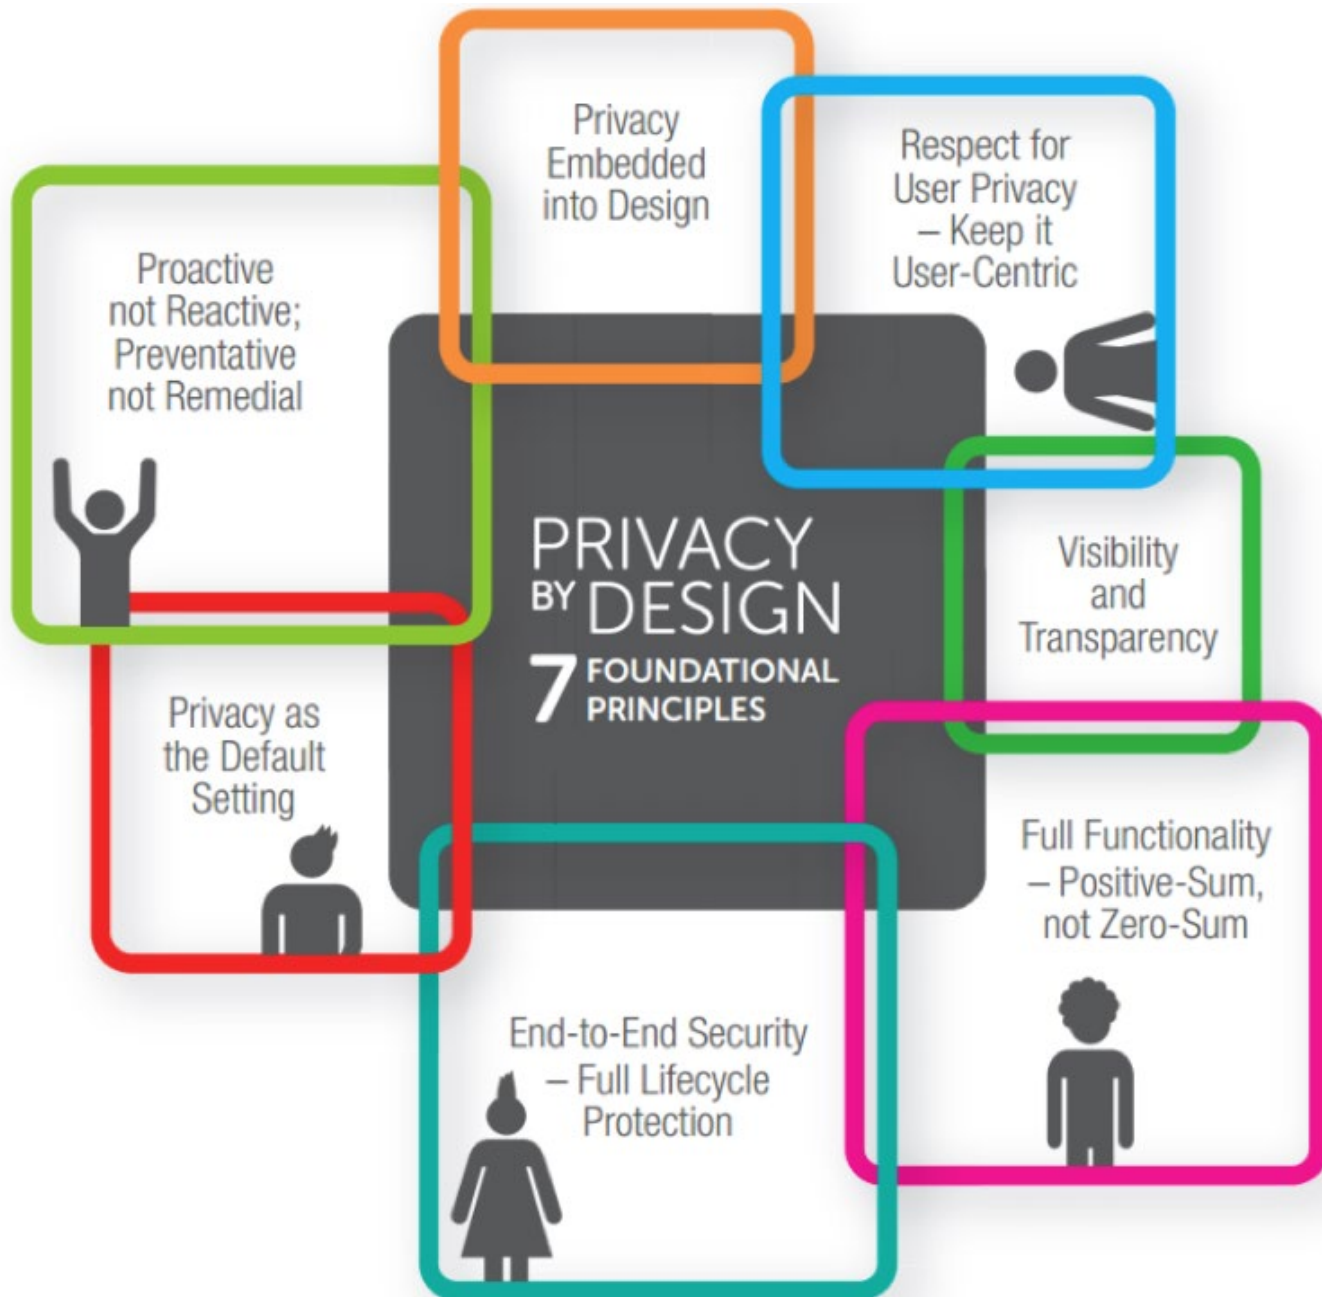 Privacy
Embedded
into Design
Respect for
User Privacy
– Keep it
User-Centric
Proactive
not Reactive;
Preventative
not Remedial
PRIVACY
BY DESIGN
7 FOUNDATIONAL
PRINCIPLES
Visibility
and
Transparency
Privacy as
the Default
Setting
Full Functionality
– Positive-Sum,
not Zero-Sum
End-to-End Security
– Full Lifecycle
Protection